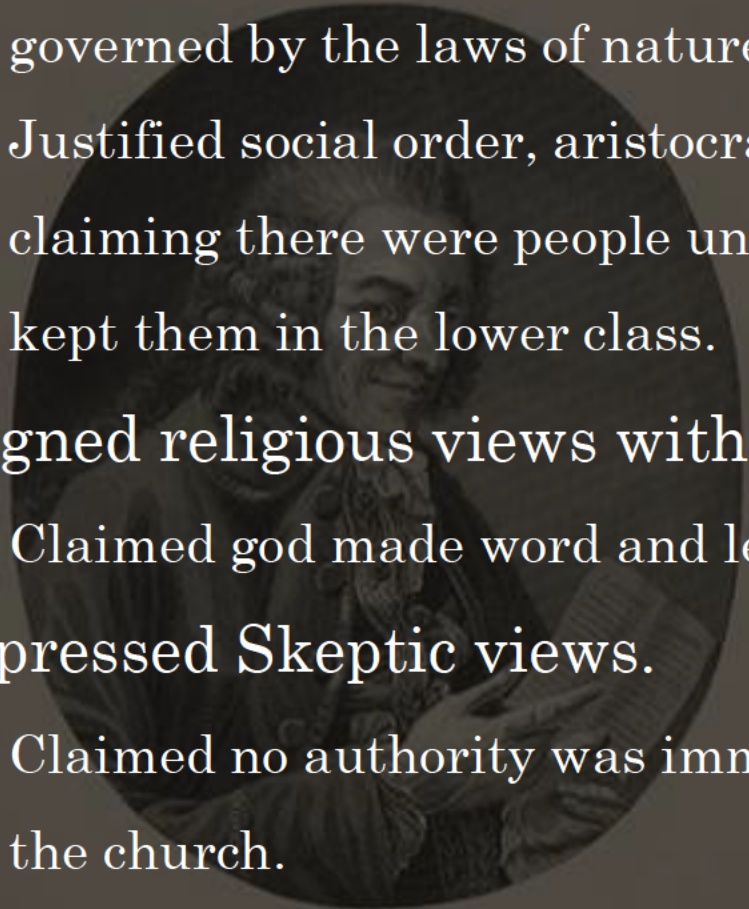 governed by the laws of nature
Justified social order, aristocra
claiming there were people un
kept them in the lower class.
gned religious views with
Claimed god made word and le
pressed Skeptic views.
Claimed no authority was imm
the church.